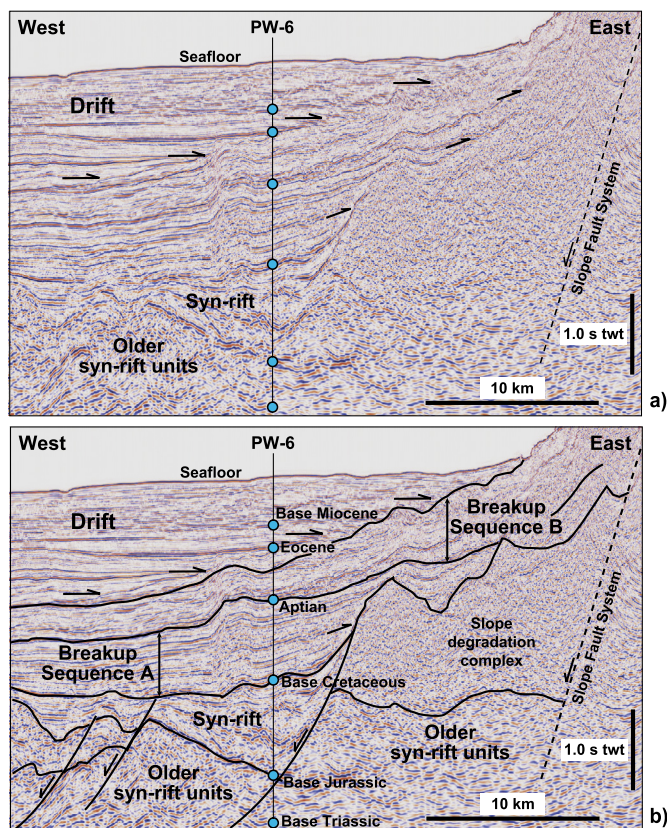 West
PW-6
East
Seafloor
Drift
Slope Fault System
Syn-rift
Older
syn-rift units
1.0 s twt
10 km
a)
West
PW-6
East
Seafloor
Drift
Base Miocene
Breakup
Sequence B
Eocene
Aptian
Slope Fault System
Breakup
Sequence A
Slope
degradation
complex
Base Cretaceous
Syn-rift
Older
syn-rift units
1.0 s twt
Older
syn-rift units
Base Jurassic
10 km
Base Triassic
b)